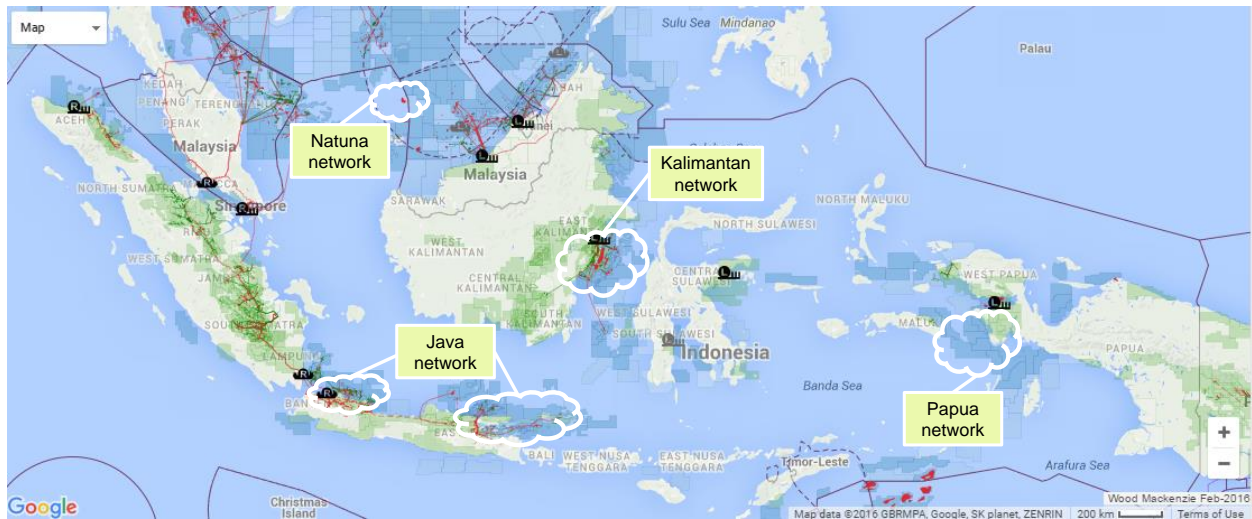 Map
Sulu Sea
Mindanao
Palau
KEDAH
PENANG
TERENGGANU
PERAK
ACEH
R
L
Malaysia
Natuna
network
SABAH
Brunei
Malaysia
SARAWAK
Kalimantan
network
NORTH SUMATRA
Singapore
RIAU
WEST SUMATRA
JAMBI
SOUTH SUMATRA
LAMPUNG
EAST
KALIMANTAN
WEST
KALIMANTAN
CENTRAL
KALIMANTAN
SOUTH
KALIMANTAN
NORTH SULAWESI
NORTH MALUKU
CENTRAL
SULAWESI
WEST SULAWESI
SOUTH SULAWESI
WEST PAPUA
MALUKU
PAPUA
Indonesia
Java
network
Banda Sea
Papua
network
BALI
WEST NUSA
TENGGARA
EAST NUSA
TENGGARA
Timor-Leste
Arafura Sea
+
−
Christmas
Island
Google
Wood Mackenzie Feb-2016
Map data ©2016 GBRMPA, Google, SK planet, ZENRIN
200 km
Terms of Use